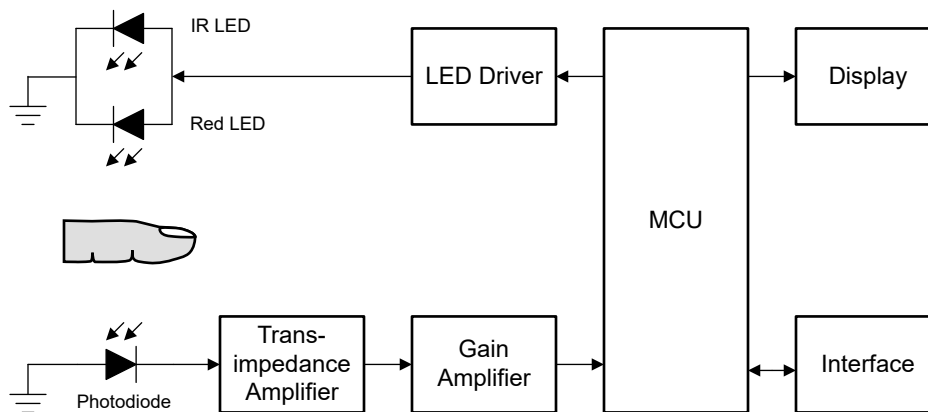 IR LED
LED Driver
Display
Red LED
MCU
Trans-
impedance
Amplifier
Gain
Amplifier
Interface
Photodiode